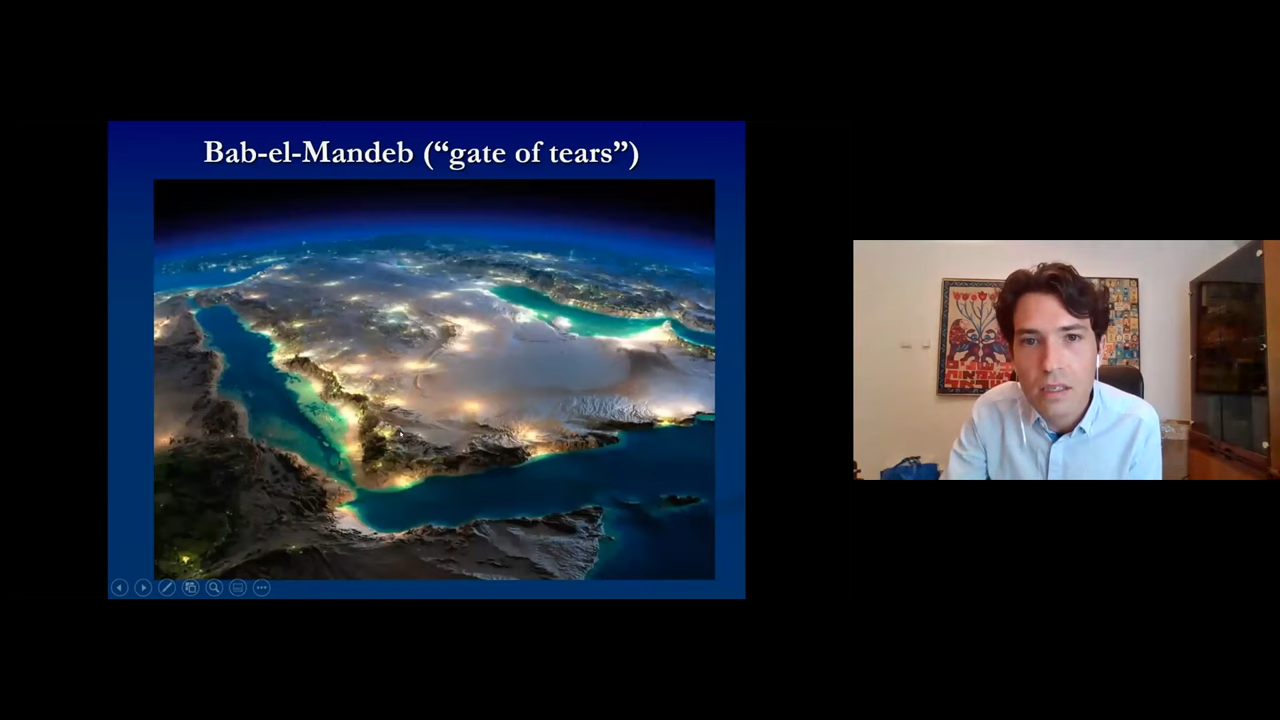 Bab-el-Mandeb (“gate of tears”)